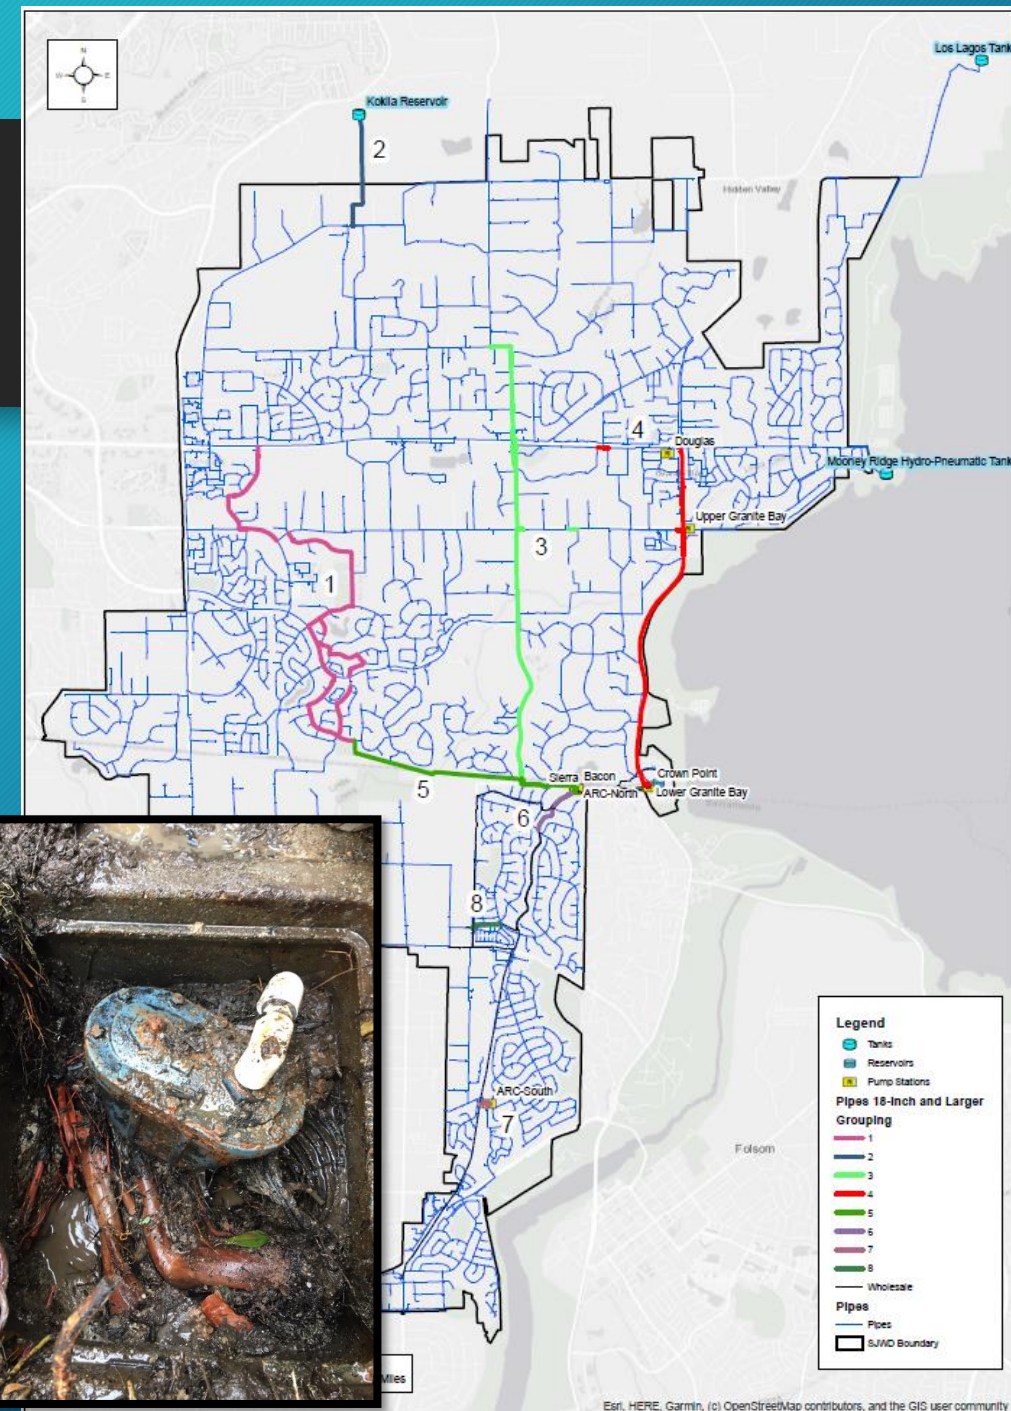 N
W E
S
Los Lagos Tank
Kokila Reservoir
2
Hidden Valley
4
Douglas
Mooney Ridge Hydro-Pneumatic Tank
Upper Granite Bay
3
1
Sierra Bacon Crown Point
ARC-North Lower Granite Bay
5
6
8
ARC-South
7
Folsom
Legend
Tanks
Reservoirs
Pump Stations
Pipes 18-Inch and Larger
Grouping
1
2
3
4
5
6
7
8
Wholesale
Pipes
Pipes
SJWD Boundary
Miles
Esri, HERE, Garmin, (c) OpenStreetMap contributors, and the GIS user community